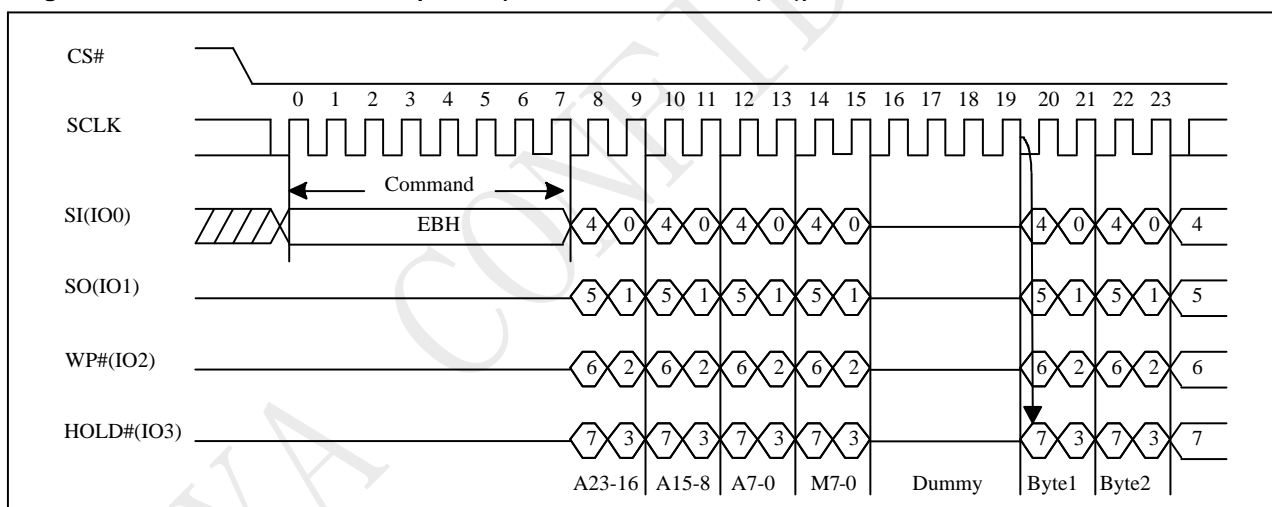 CS#
0 1 2 3 4 5 6 7 8 9 10 11 12 13 14 15 16 17 18 19 20 21 22 23
SCLK
Command
SI(IO0)
EBH
4 0 4 0 4 0 4 0 4 0 4 0 4
SO(IO1)
5 1 5 1 5 1 5 1 5 1 5 1 5
WP#(IO2)
6 2 6 2 6 2 6 2 6 2 6 2 6
HOLD#(IO3)
7 3 7 3 7 3 7 3 7 3 7 3 7
A23-16 A15-8 A7-0 M7-0 Dummy Byte1 Byte2